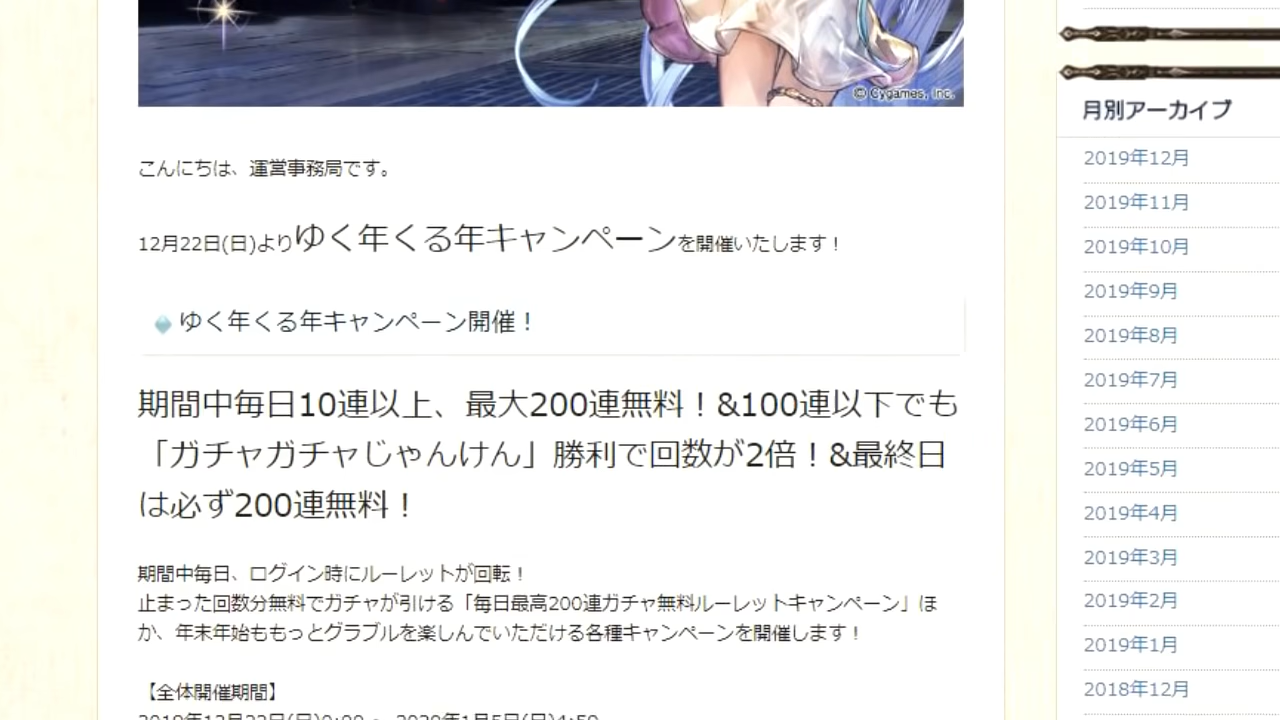 © Cygames, Inc.
こんにちは、運営事務局です。
12月22日(日)よりゆく年くる年キャンペーンを開催いたします！
ゆく年くる年キャンペーン開催！
期間中毎日10連以上、最大200連無料！&100連以下でも
「ガチャガチャじゃんけん」勝利で回数が2倍！&最終日
は必ず200連無料！
期間中毎日、ログイン時にルーレットが回転！
止まった回数分無料でガチャが引ける「毎日最高200連ガチャ無料ルーレットキャンペーン」ほ
か、年末年始ももっとグラブルを楽しんでいただける各種キャンペーンを開催します！
【全体開催期間】
月別アーカイブ
2019年12月
2019年11月
2019年10月
2019年9月
2019年8月
2019年7月
2019年6月
2019年5月
2019年4月
2019年3月
2019年2月
2019年1月
2018年12月